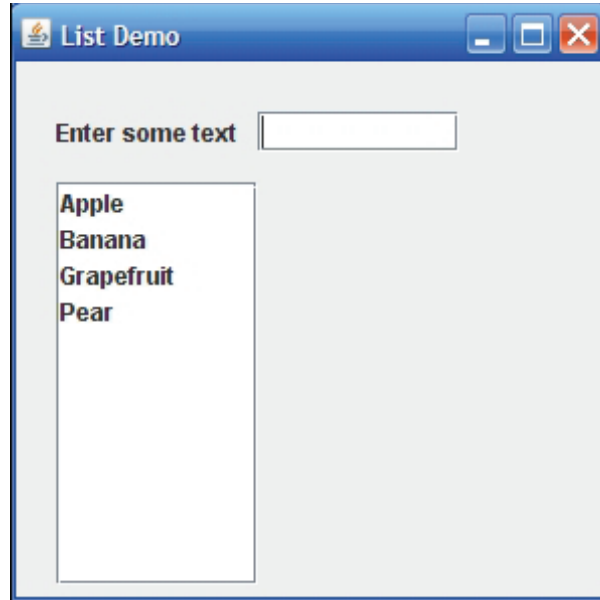 List Demo
Enter some text
Apple
Banana
Grapefruit
Pear